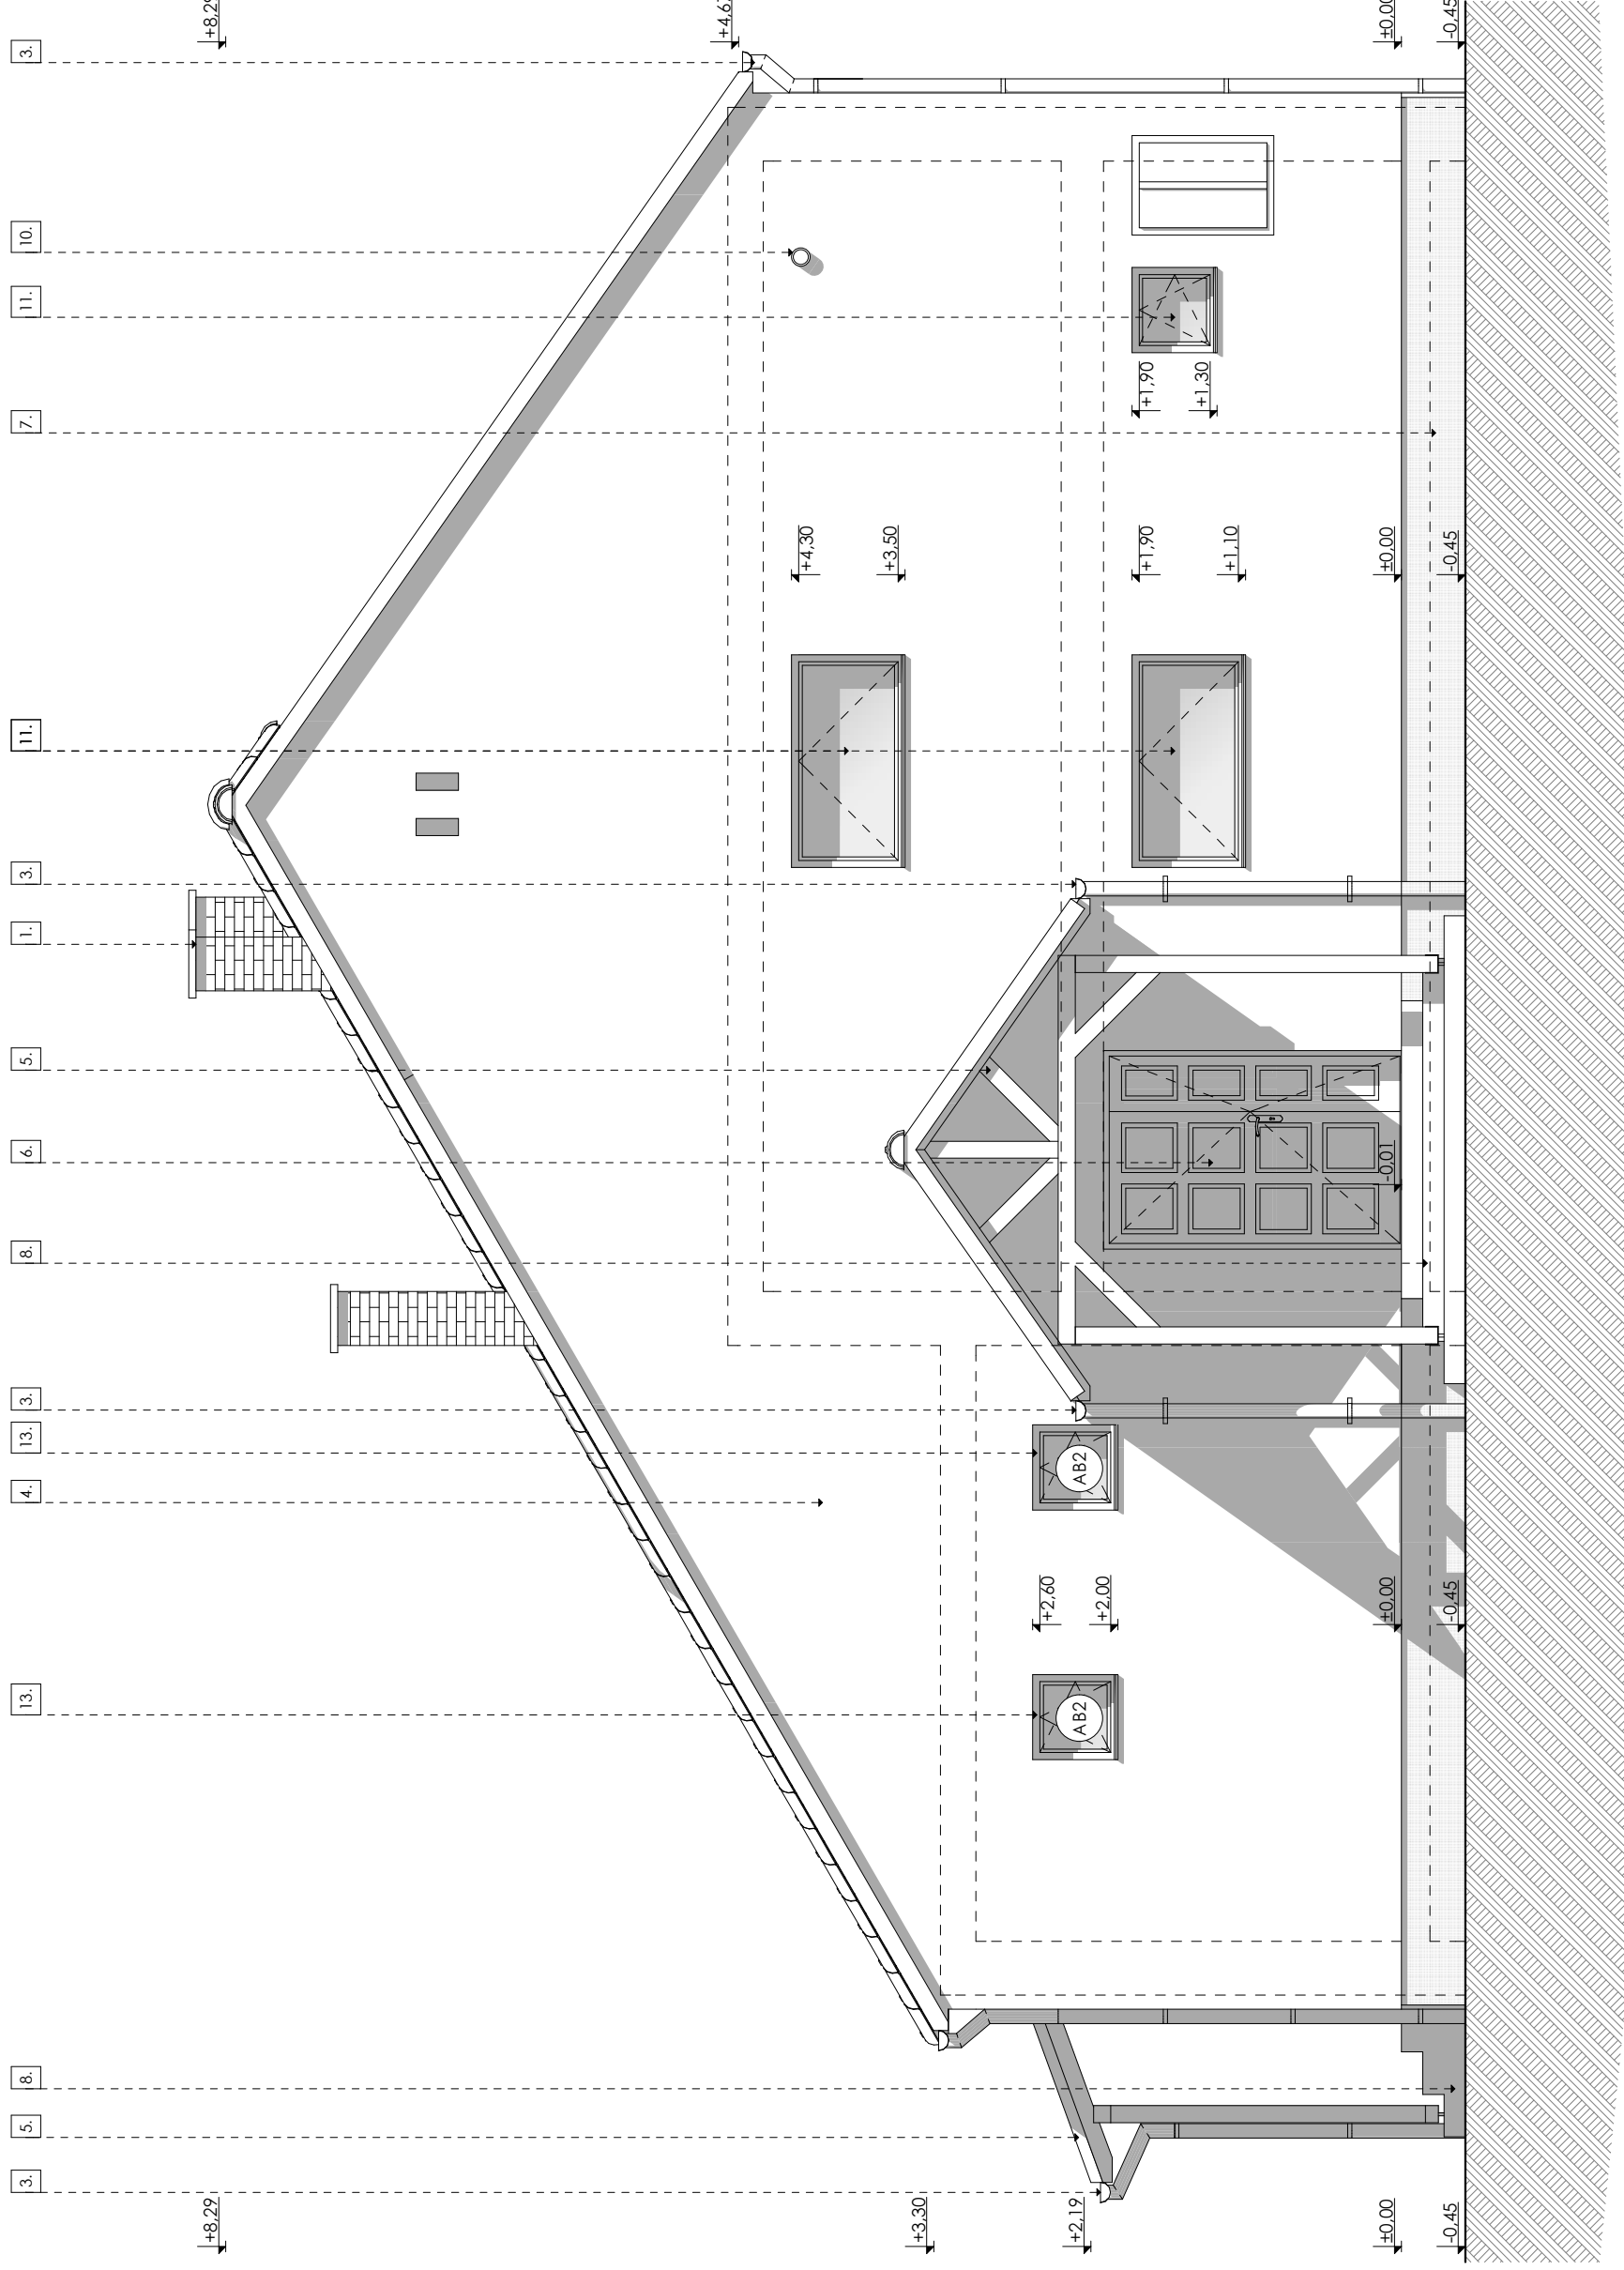 3. 5. 8. 13. 4. 13. 3. 8. 6. 5. 1. 3. 11. 7. 11. 10. 3.
+8,29 +8,29
+4,30
+3,50
+3,30
+2,60
+2,19
AB2 AB2
+2,00
+1,90 +1,90
+1,30
+1,10
±0,00 ±0,00 -0,01 ±0,00 ±0,00
-0,45 -0,45 -0,45 -0,45